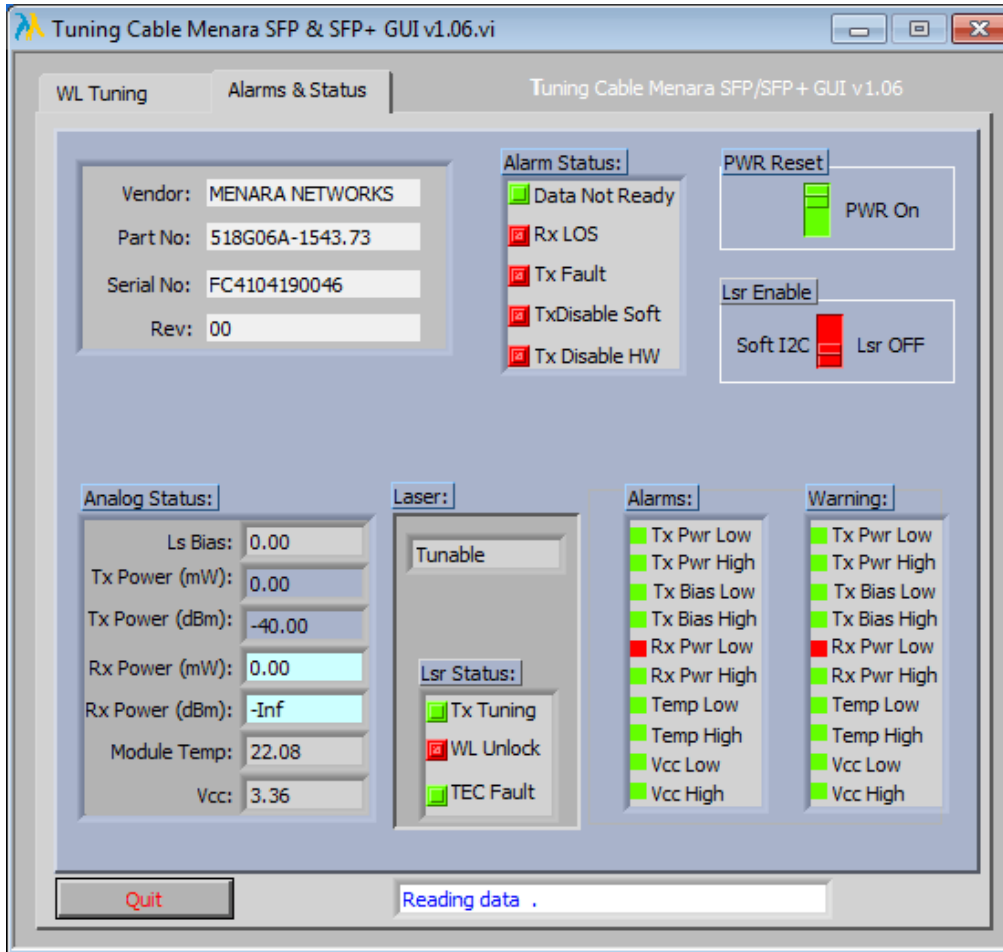 Tuning Cable Menara SFP & SFP+ GUI v1.06.vi
WL Tuning
Alarms & Status
Tuning Cable Menara SFP/SFP+ GUI v1.06
Vendor: MENARA NETWORKS
Part No: 518G06A-1543.73
Serial No: FC4104190046
Rev: 00
Alarm Status:
Data Not Ready
Rx LOS
Tx Fault
TxDisable Soft
Tx Disable HW
PWR Reset
PWR On
Lsr Enable
Soft I2C Lsr OFF
Analog Status:
Ls Bias: 0.00
Tx Power (mW): 0.00
Tx Power (dBm): -40.00
Rx Power (mW): 0.00
Rx Power (dBm): -Inf
Module Temp: 22.08
Vcc: 3.36
Laser:
Tunable
Lsr Status:
Tx Tuning
WL Unlock
TEC Fault
Alarms:
Tx Pwr Low
Tx Pwr High
Tx Bias Low
Tx Bias High
Rx Pwr Low
Rx Pwr High
Temp Low
Temp High
Vcc Low
Vcc High
Warning:
Tx Pwr Low
Tx Pwr High
Tx Bias Low
Tx Bias High
Rx Pwr Low
Rx Pwr High
Temp Low
Temp High
Vcc Low
Vcc High
Quit
Reading data .